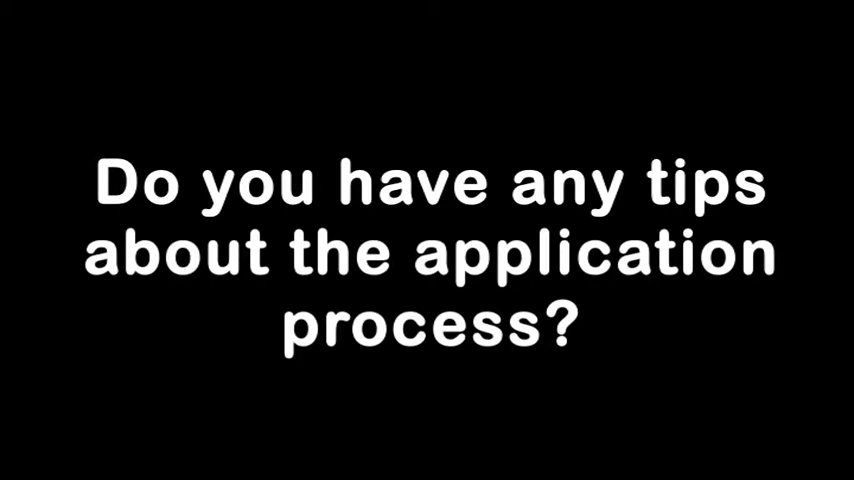 Do you have any tips
about the application
process?